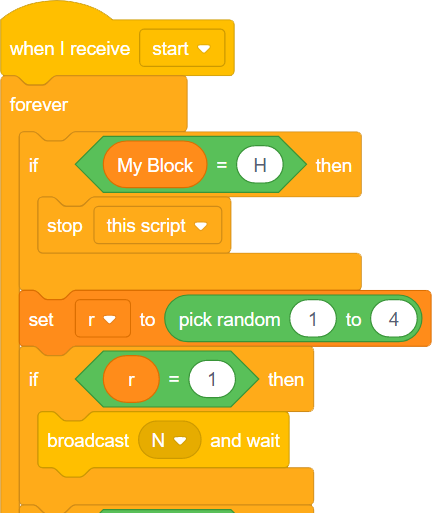 when I receive start
forever
if My Block = H then
stop this script
set r to pick random 1 to 4
if r = 1 then
broadcast N and wait